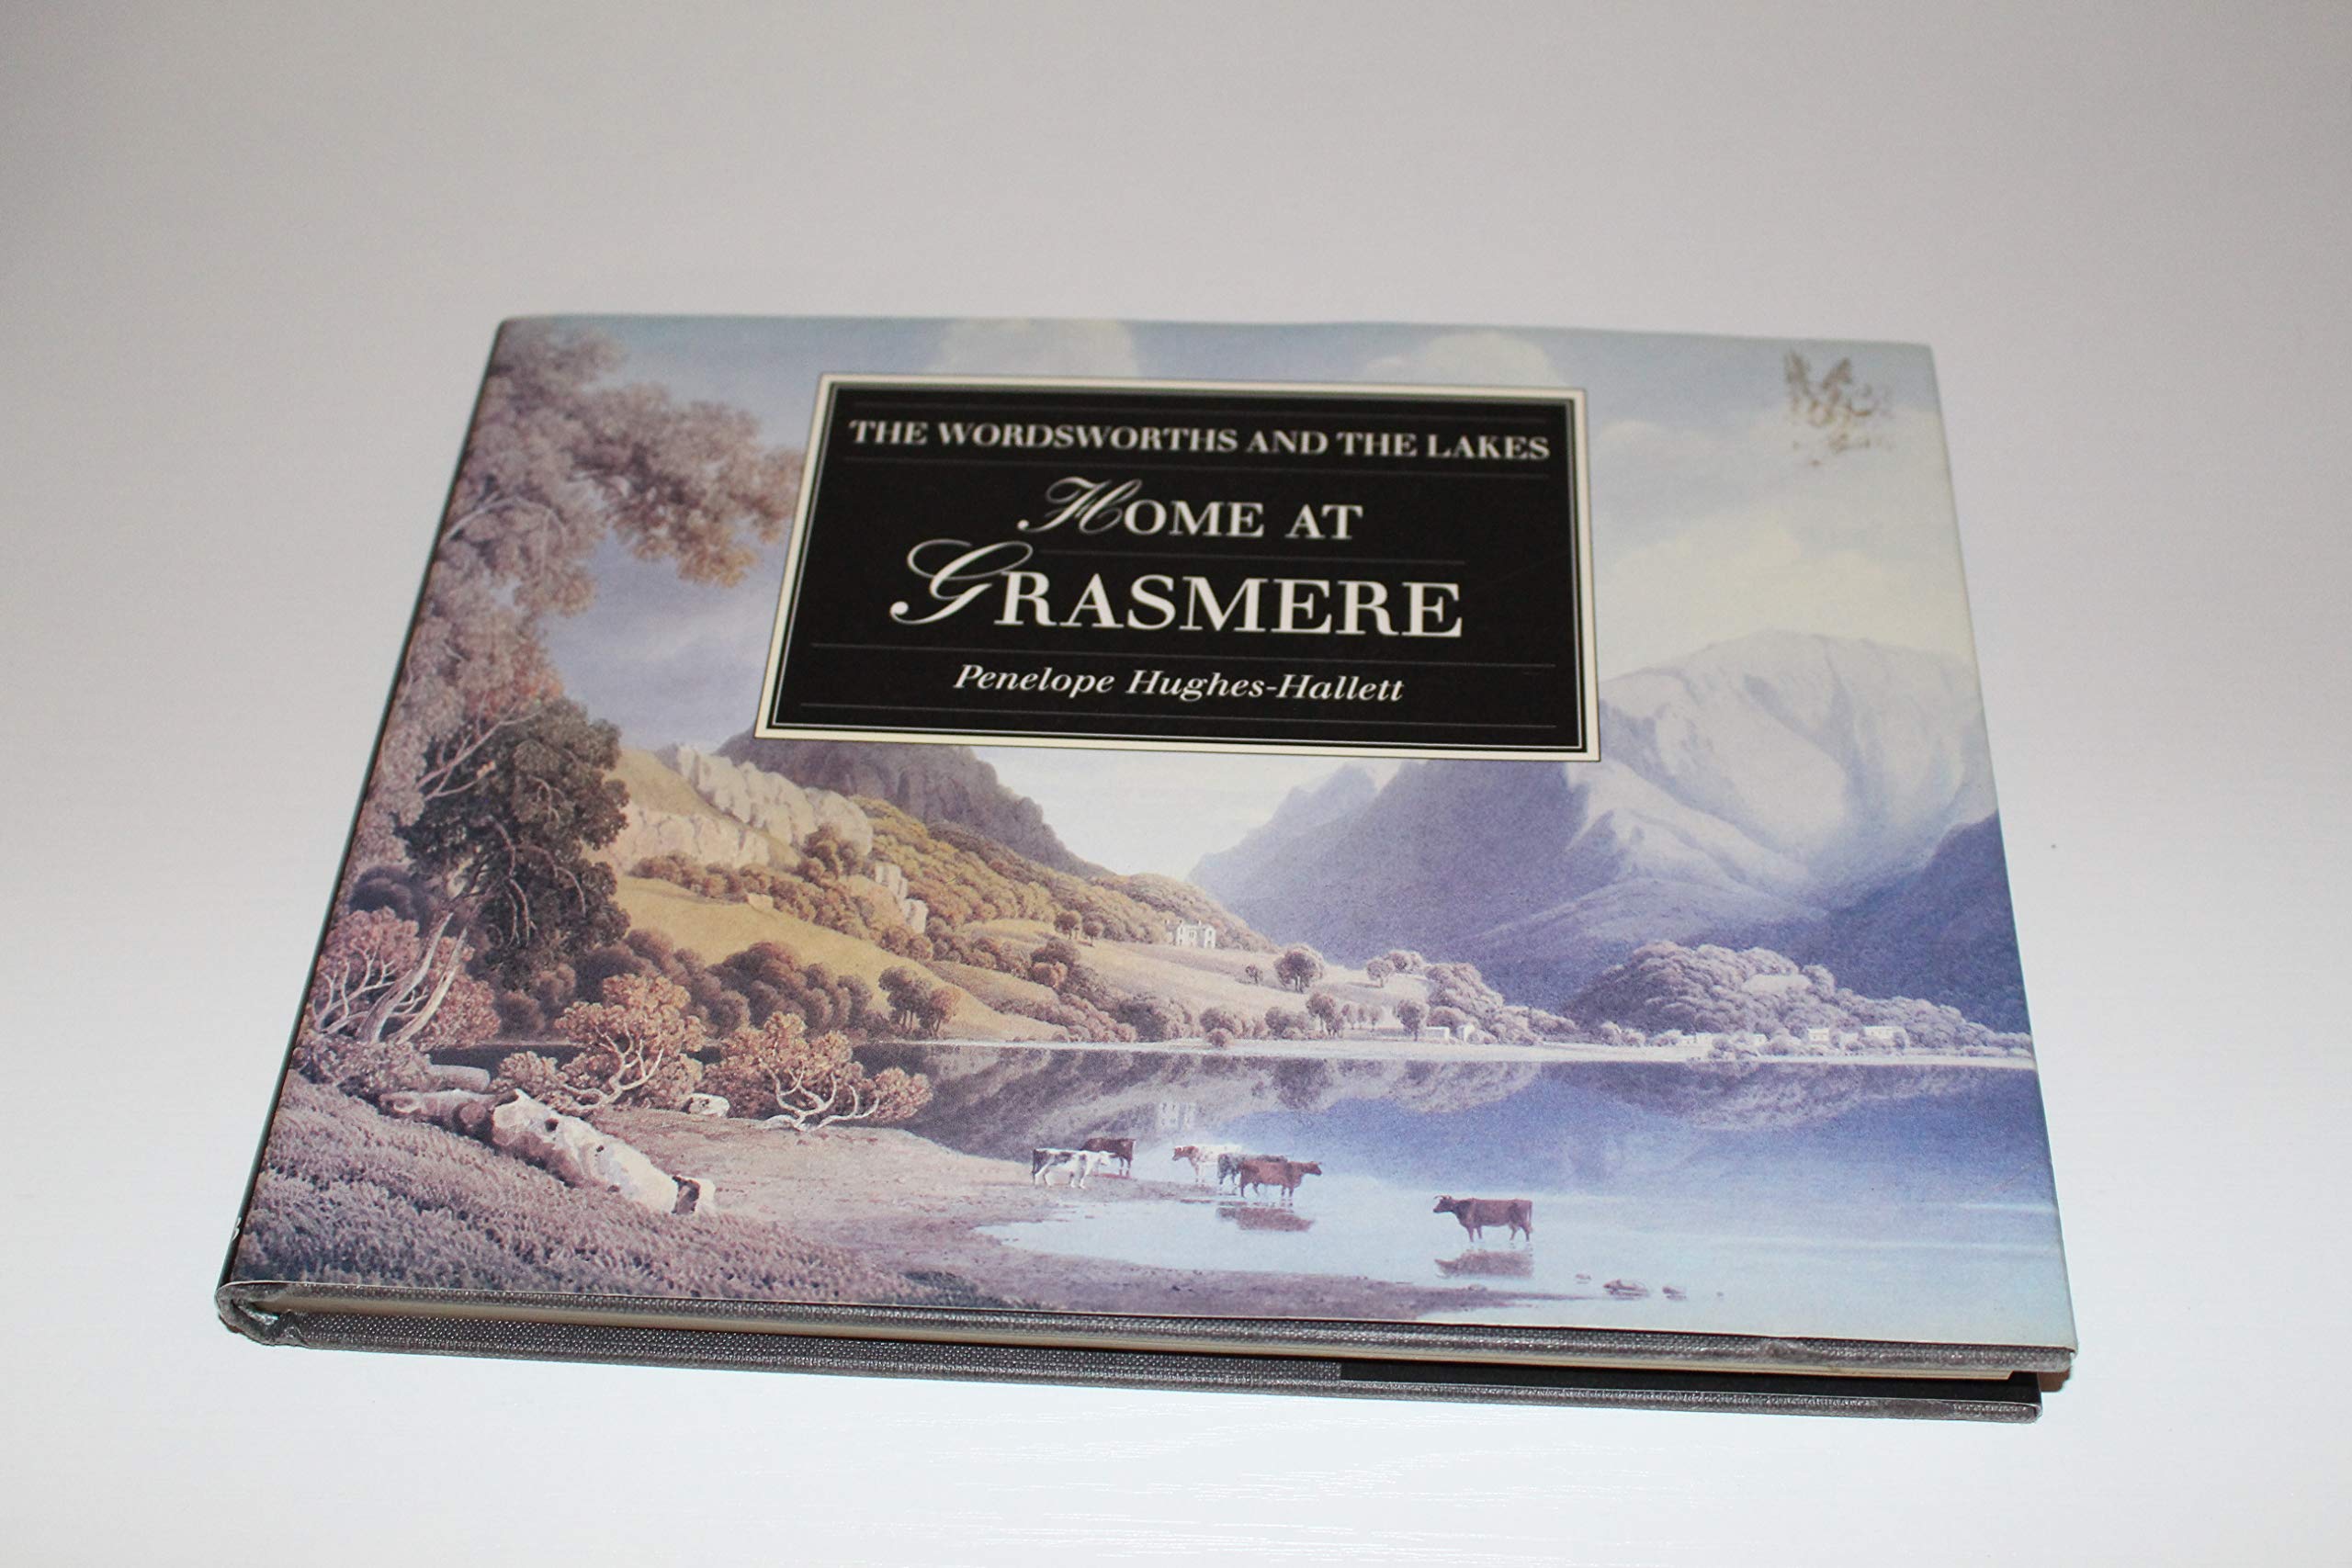 THE WORDSWORTHS AND THE LAKES
HOME AT
GRASMERE
Penelope Hughes-Hallett